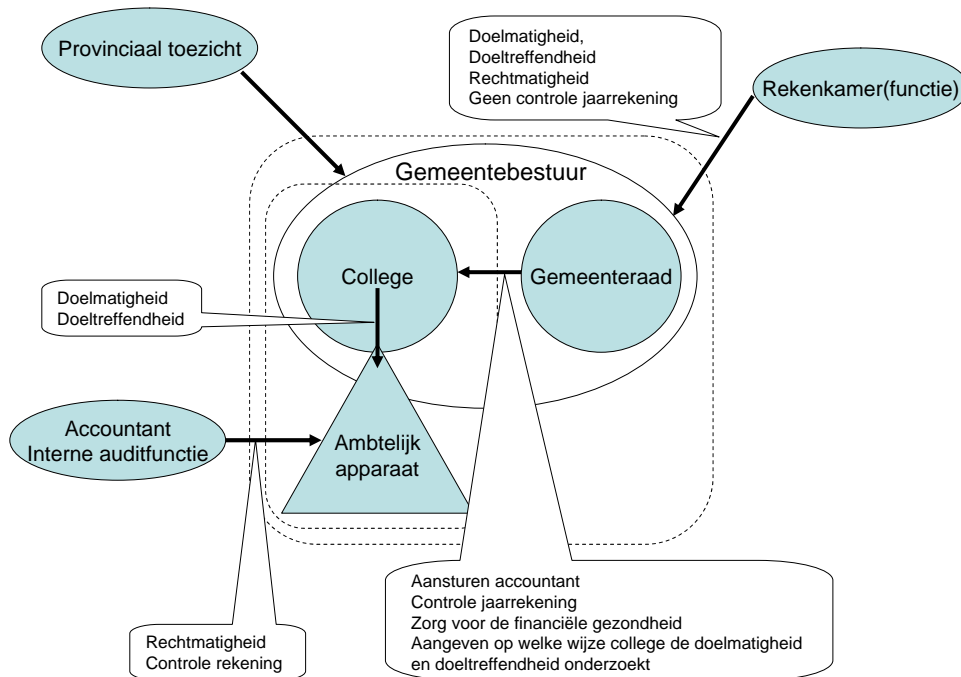 Provinciaal toezicht
Doelmatigheid,
Doeltreffendheid
Rechtmatigheid
Geen controle jaarrekening
Rekenkamer(functie)
Gemeentebestuur
College
Gemeenteraad
Doelmatigheid
Doeltreffendheid
Accountant
Interne auditfunctie
Ambtelijk
apparaat
Aansturen accountant
Controle jaarrekening
Zorg voor de financiële gezondheid
Aangeven op welke wijze college de doelmatigheid
en doeltreffendheid onderzoekt
Rechtmatigheid
Controle rekening